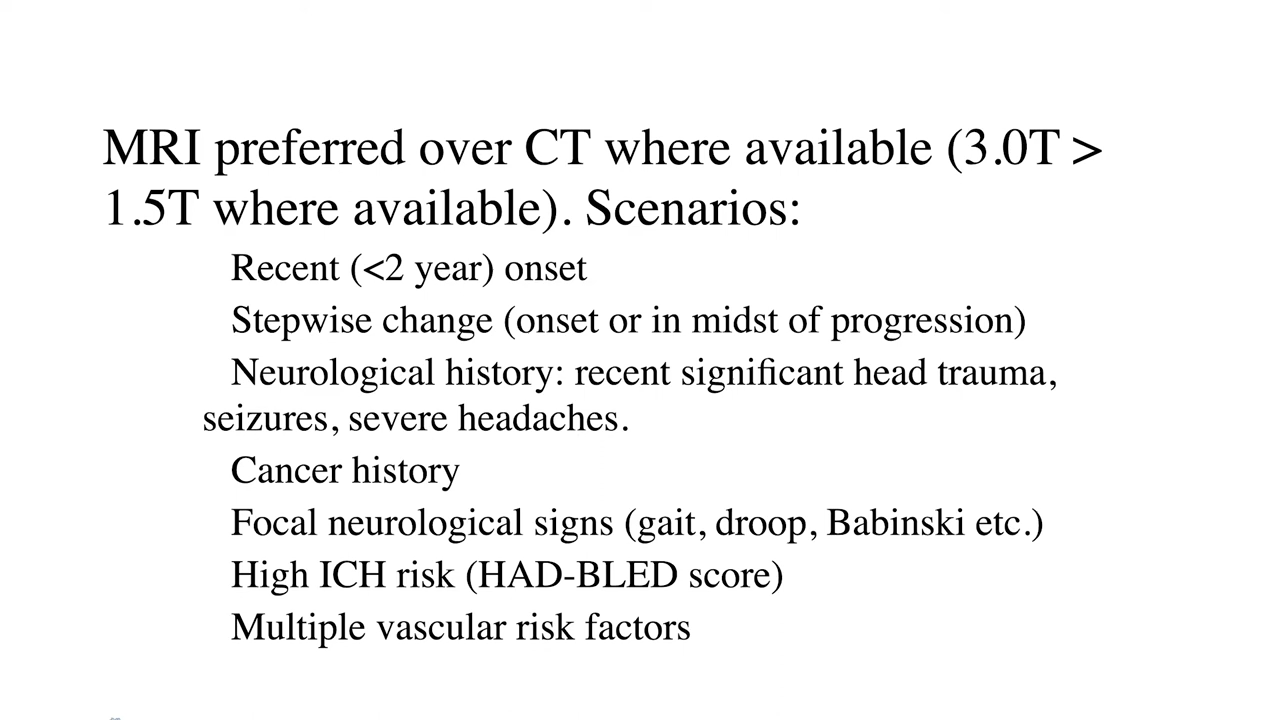 MRI preferred over CT where available (3.0T >
1.5T where available). Scenarios:
Recent (<2 year) onset
Stepwise change (onset or in midst of progression)
Neurological history: recent significant head trauma,
seizures, severe headaches.
Cancer history
Focal neurological signs (gait, droop, Babinski etc.)
High ICH risk (HAD-BLED score)
Multiple vascular risk factors